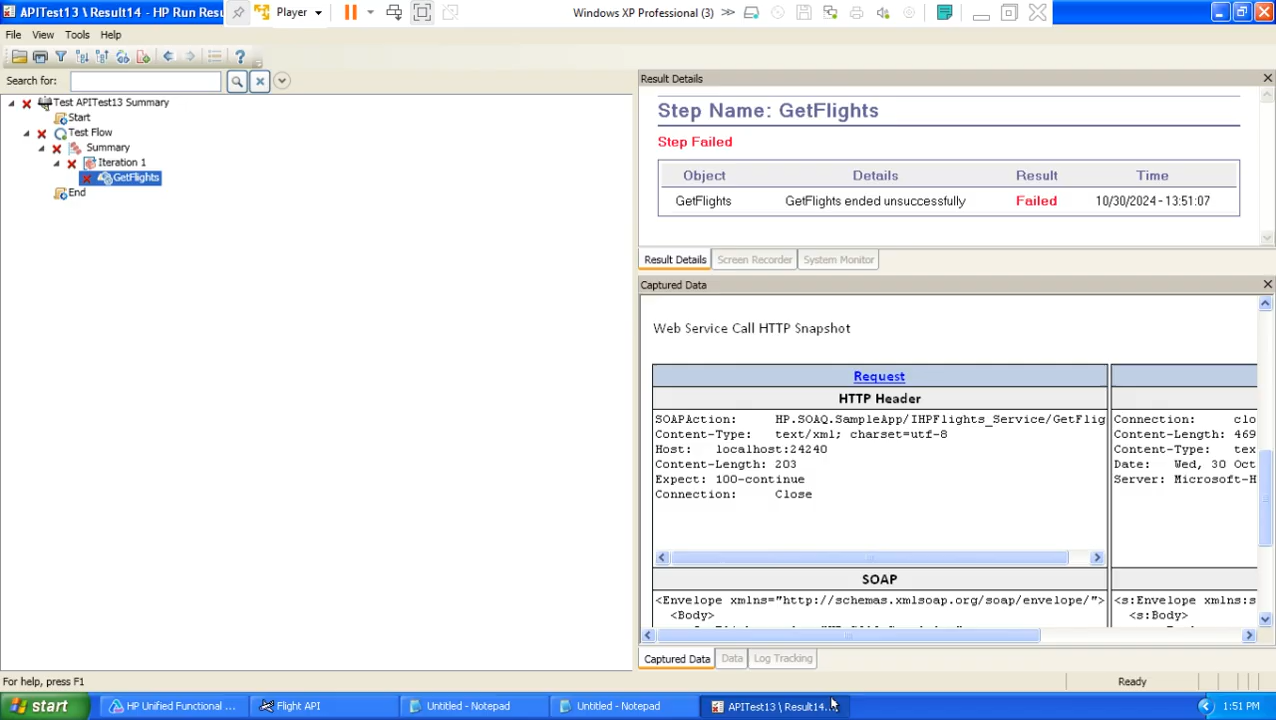 APITest13 \ Result14 - HP Run Resu
Player
Windows XP Professional (3)
File View Tools Help
Search for:
Test APITest13 Summary
Start
Test Flow
Summary
Iteration 1
GetFlights
End
Result Details
Step Name: GetFlights
Step Failed
Object Details Result Time
GetFlights GetFlights ended unsuccessfully Failed 10/30/2024 - 13:51:07
Result Details Screen Recorder System Monitor
Captured Data
Web Service Call HTTP Snapshot
Request
HTTP Header
SOAPAction: HP.SOAQ.SampleApp/IHPFlights_Service/GetFlig
Content-Type: text/xml; charset=utf-8
Host: localhost:24240
Content-Length: 203
Expect: 100-continue
Connection: Close
Connection: clo
Content-Length: 469
Content-Type: tex
Date: Wed, 30 Oct
Server: Microsoft-H
SOAP
<Envelope xmlns="http://schemas.xmlsoap.org/soap/envelope/">
<Body>
<s:Envelope xmlns:s
<s:Body>
Captured Data Data Log Tracking
For help, press F1
Ready
start
HP Unified Functional ...
Flight API
Untitled - Notepad
Untitled - Notepad
APITest13 \ Result14...
1:51 PM